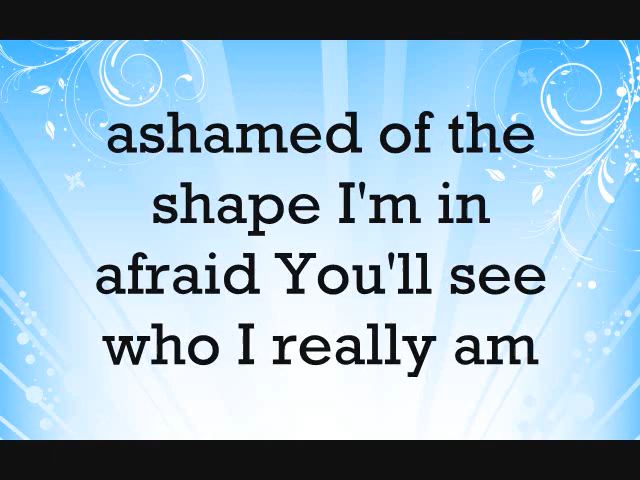 ashamed of the
shape I'm in
afraid You'll see
who I really am